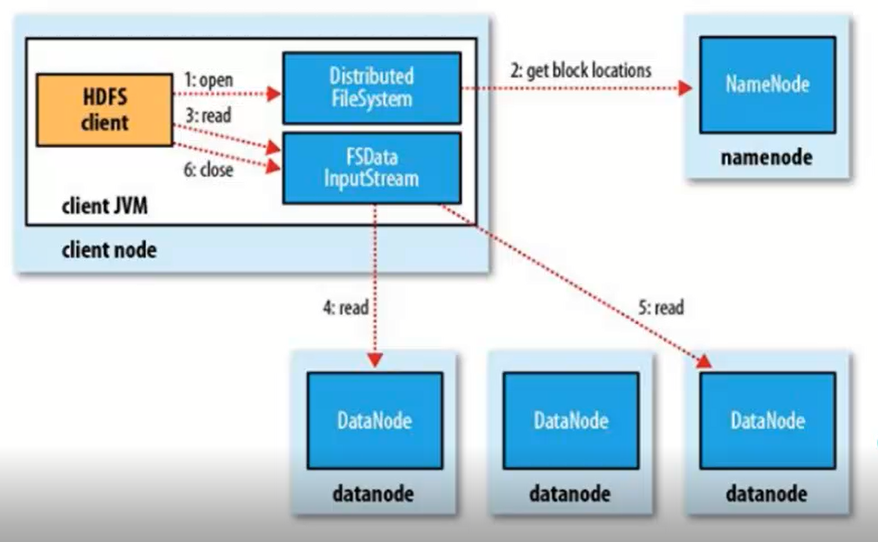 HDFS
client
1: open
3: read
6: close
Distributed
FileSystem
FSData
InputStream
client JVM
client node
2: get block locations
NameNode
namenode
4: read
5: read
DataNode
datanode
DataNode
datanode
DataNode
datanode